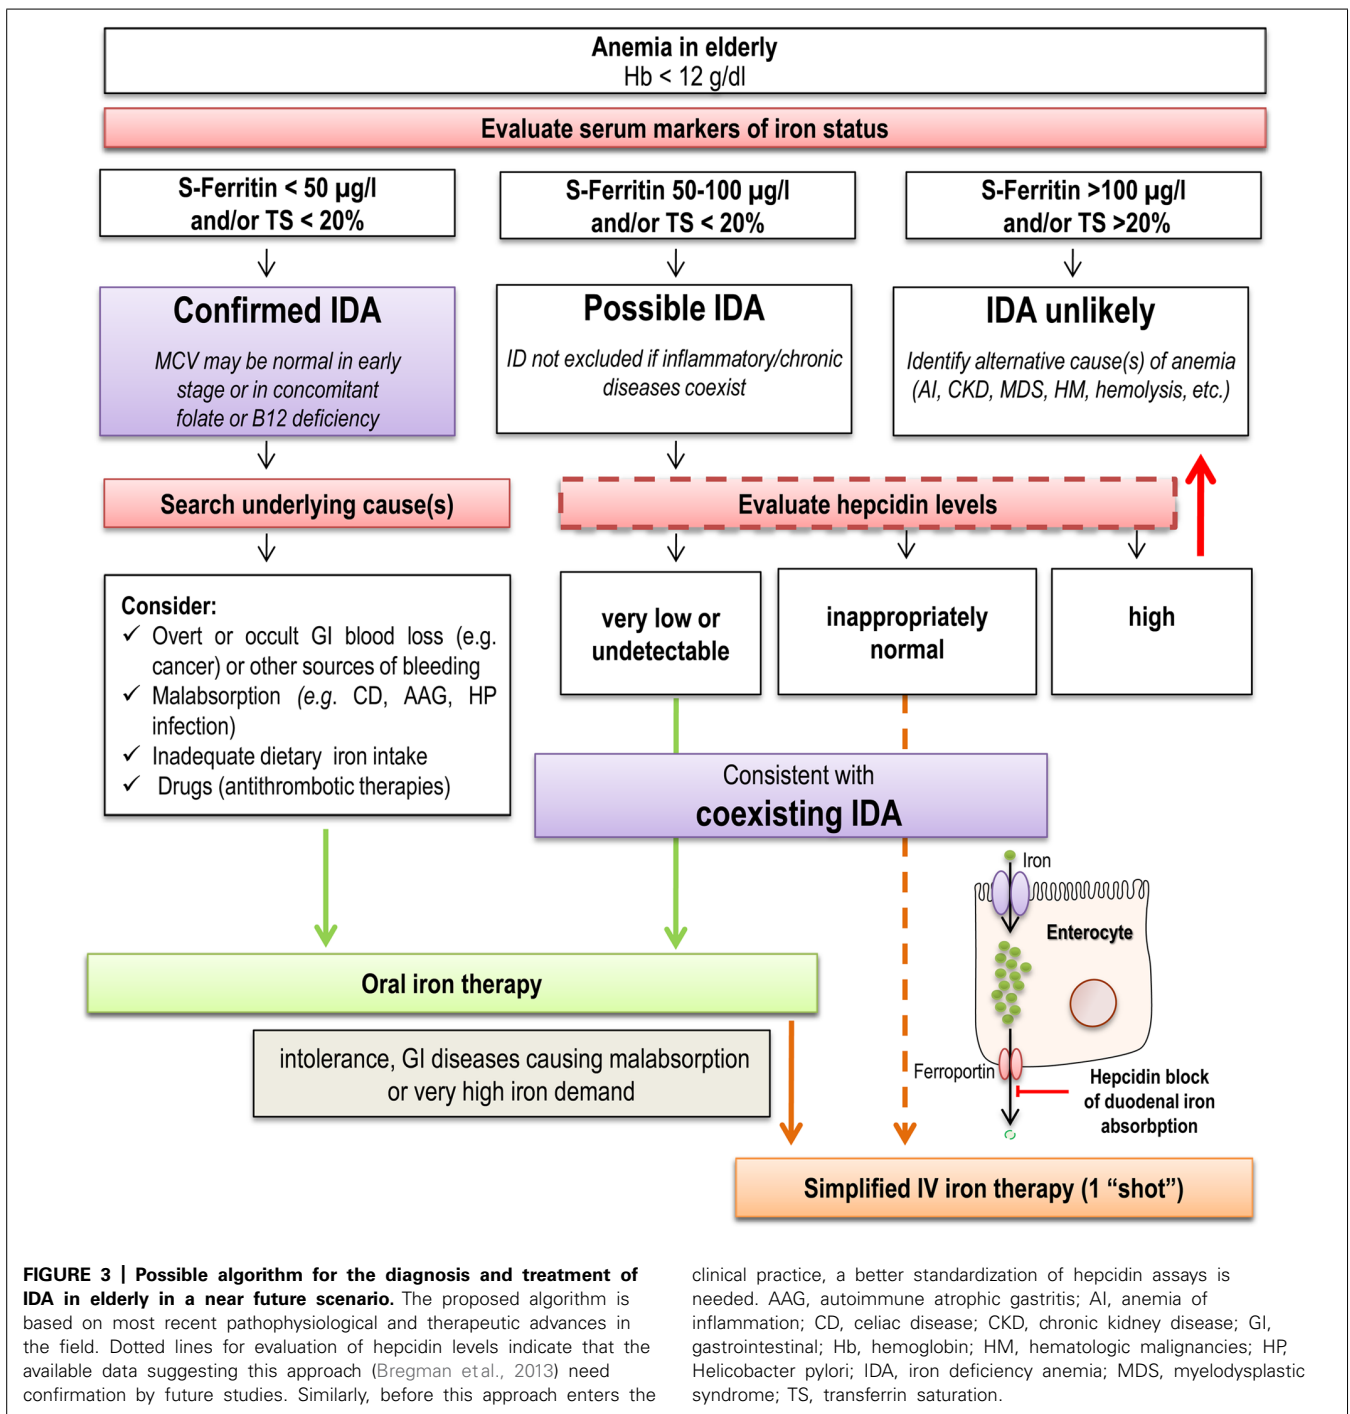 Anemia in elderly
Hb < 12 g/dl
Evaluate serum markers of iron status
S-Ferritin < 50 µg/l
and/or TS < 20%
S-Ferritin 50-100 µg/l
and/or TS < 20%
S-Ferritin >100 µg/l
and/or TS >20%
Confirmed IDA
MCV may be normal in early
stage or in concomitant
folate or B12 deficiency
Possible IDA
ID not excluded if inflammatory/chronic
diseases coexist
IDA unlikely
Identify alternative cause(s) of anemia
(AI, CKD, MDS, HM, hemolysis, etc.)
Search underlying cause(s)
Evaluate hepcidin levels
Consider:
✓ Overt or occult GI blood loss (e.g.
cancer) or other sources of bleeding
✓ Malabsorption (e.g. CD, AAG, HP
infection)
✓ Inadequate dietary iron intake
✓ Drugs (antithrombotic therapies)
very low or
undetectable
inappropriately
normal
high
Consistent with
coexisting IDA
Iron
Enterocyte
Ferroportin
Hepcidin block
of duodenal iron
absorbption
Oral iron therapy
intolerance, GI diseases causing malabsorption
or very high iron demand
Simplified IV iron therapy (1 “shot”)
FIGURE 3 | Possible algorithm for the diagnosis and treatment of
IDA in elderly in a near future scenario. The proposed algorithm is
based on most recent pathophysiological and therapeutic advances in
the field. Dotted lines for evaluation of hepcidin levels indicate that the
available data suggesting this approach (Bregman et al., 2013) need
confirmation by future studies. Similarly, before this approach enters the
clinical practice, a better standardization of hepcidin assays is
needed. AAG, autoimmune atrophic gastritis; AI, anemia of
inflammation; CD, celiac disease; CKD, chronic kidney disease; GI,
gastrointestinal; Hb, hemoglobin; HM, hematologic malignancies; HP,
Helicobacter pylori; IDA, iron deficiency anemia; MDS, myelodysplastic
syndrome; TS, transferrin saturation.